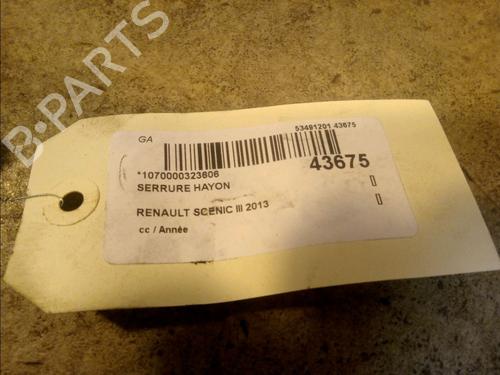 B-PARTS
GA
53491201 43675
*1070000323606
43675
SERRURE HAYON
RENAULT SCENIC III 2013
cc / Année